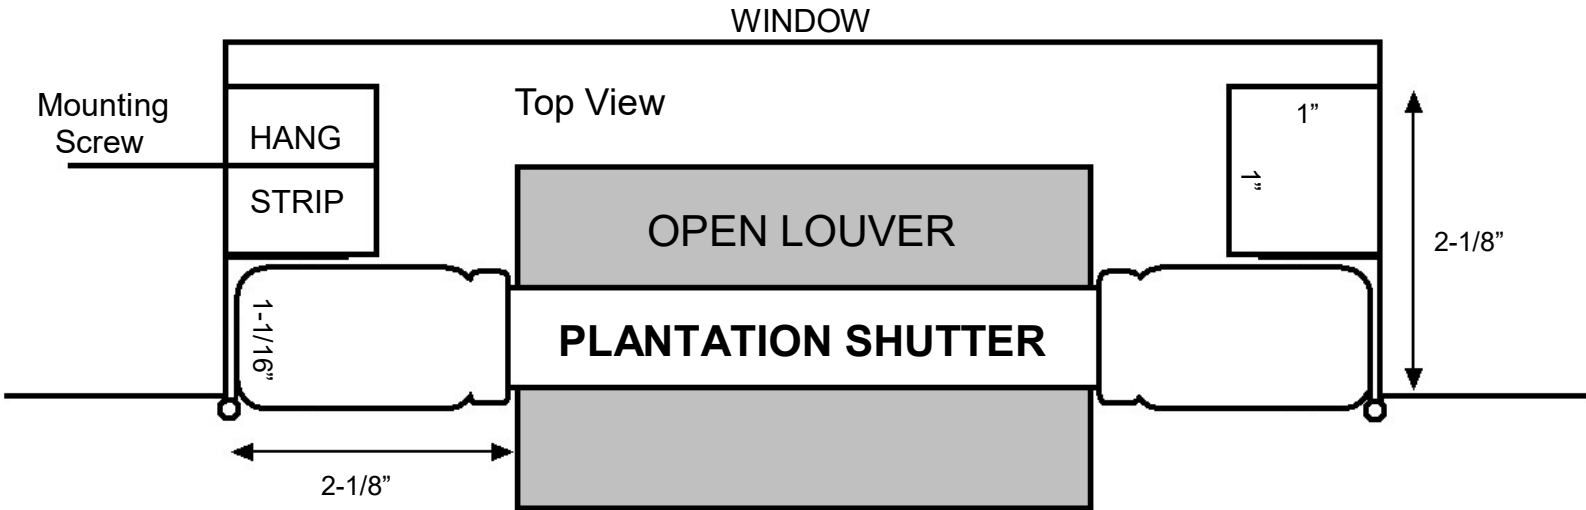 WINDOW
Mounting
Screw
Top View
HANG
STRIP
1”
1”
2-1/8”
OPEN LOUVER
PLANTATION SHUTTER
1-1/16”
2-1/8”